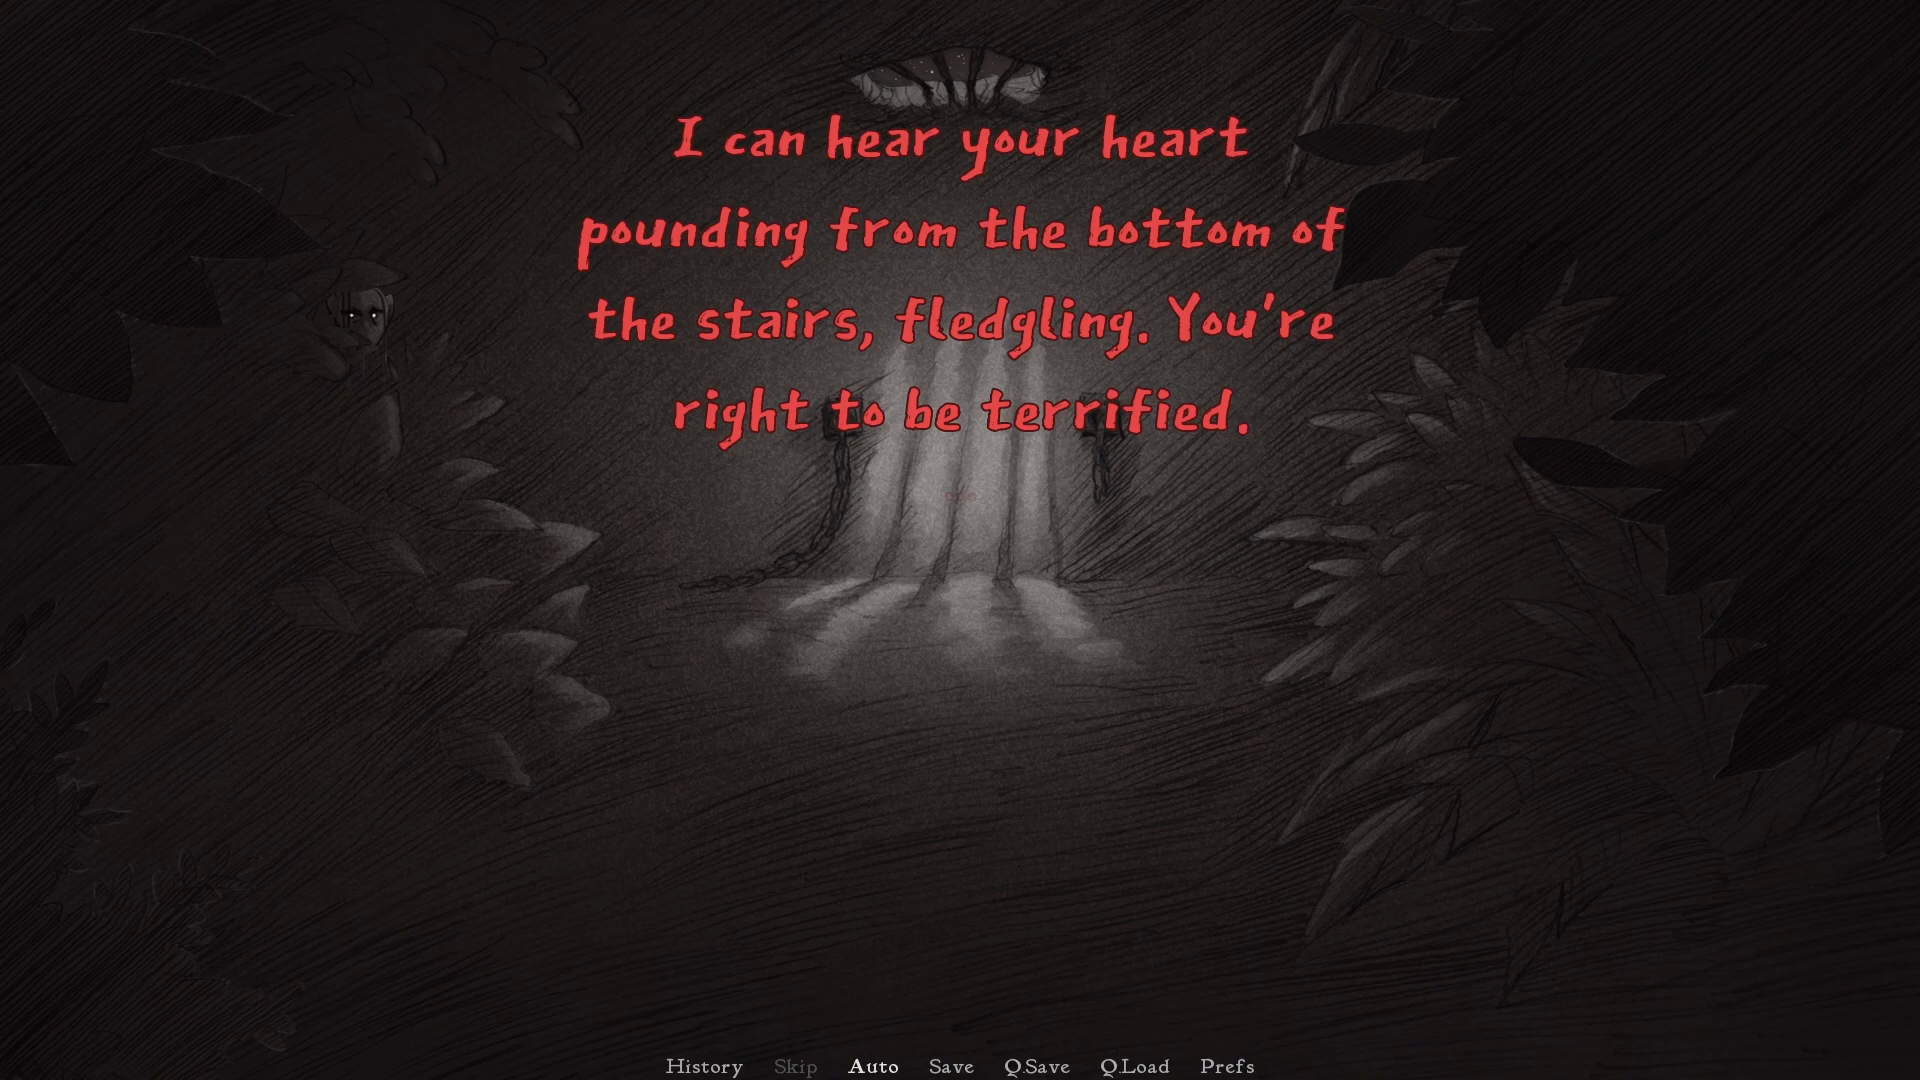 I can hear your heart
pounding from the bottom of
the stairs, fledgling. You're
right to be terrified.
History Skip Auto Save Q.Save Q.Load Prefs